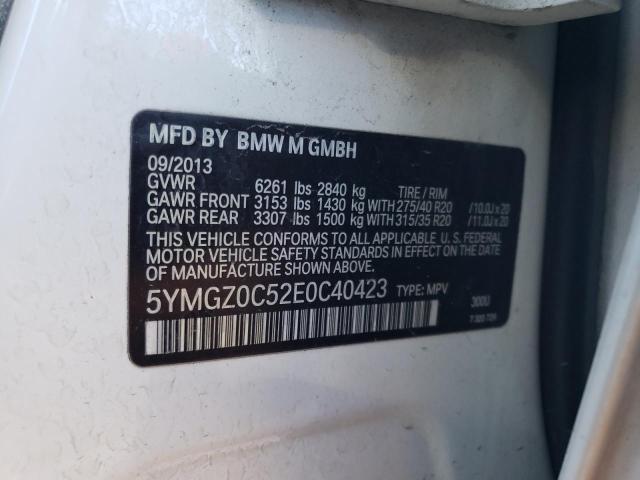 MFD BY BMW M GMBH
09/2013
GVWR 6261 lbs 2840 kg TIRE / RIM
GAWR FRONT 3153 lbs 1430 kg WITH 275/40 R20 /10.0J x 20
GAWR REAR 3307 lbs 1500 kg WITH 315/35 R20 /11.0J x 20
THIS VEHICLE CONFORMS TO ALL APPLICABLE U.S. FEDERAL
MOTOR VEHICLE SAFETY STANDARDS IN EFFECT ON THE DATE
OF MANUFACTURE SHOWN ABOVE.
5YMGZ0C52E0C40423 TYPE: MPV 300U